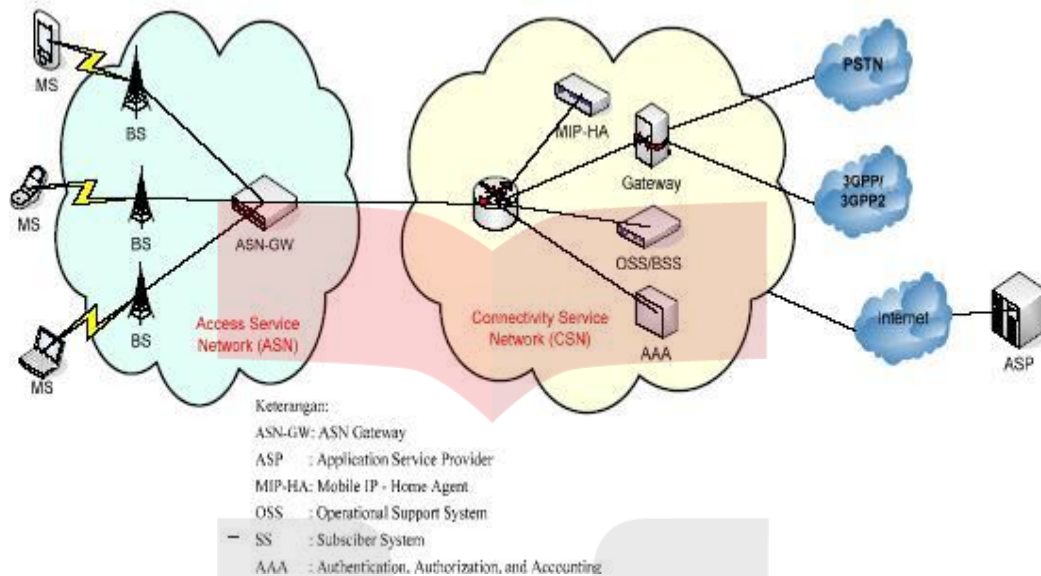 MS
BS
MS
BS
MS
BS
ASN-GW
Access Service
Network (ASN)
MIP-HA
Gateway
OSS/BSS
AAA
Connectivity Service
Network (CSN)
PSTN
3GPP/
3GPP2
Internet
ASP
Keterangan:
ASN-GW: ASN Gateway
ASP : Application Service Provider
MIP-HA: Mobile IP - Home Agent
OSS : Operational Support System
– SS : Subsciber System
AAA : Authentication, Authorization, and Accounting